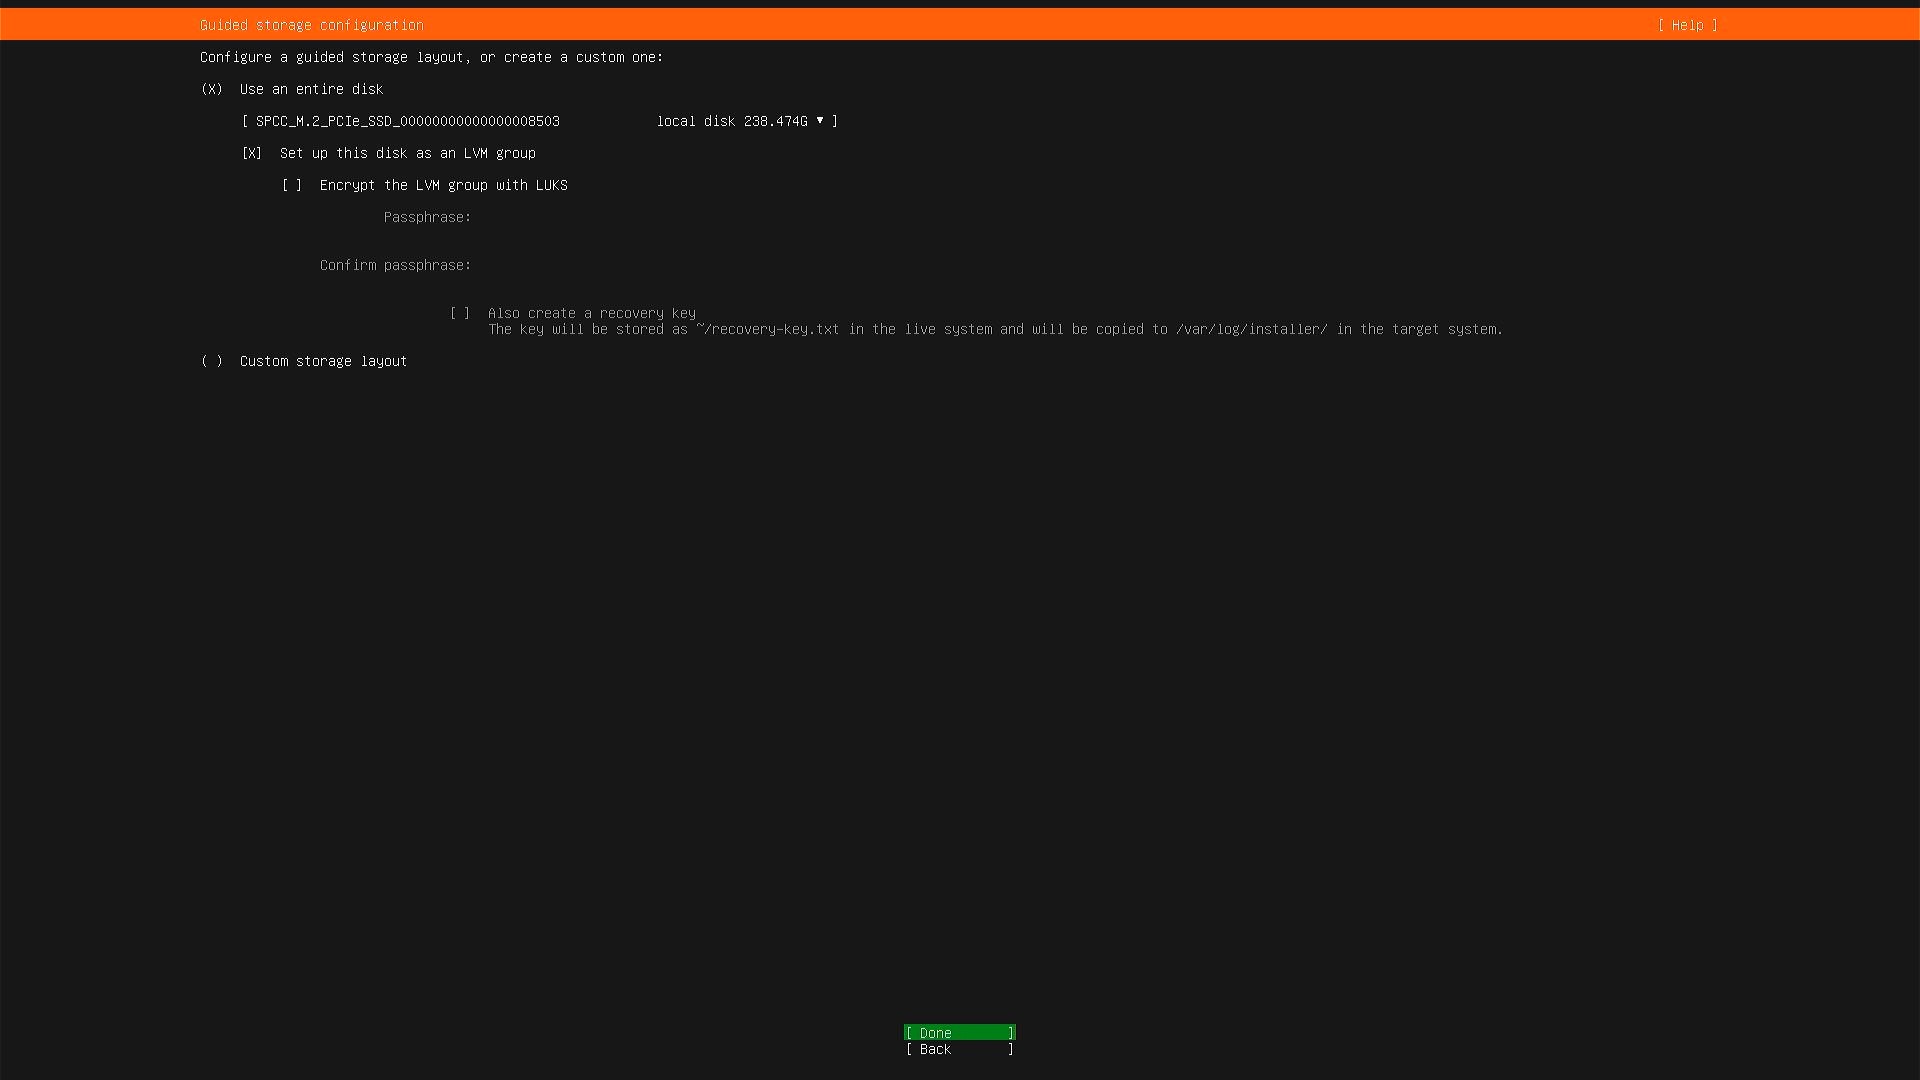 Guided storage configuration [ Help ]
Configure a guided storage layout, or create a custom one:
(X) Use an entire disk
[ SPCC_M.2_PCIe_SSD_00000000000000008503 local disk 238.474G ▾ ]
[X] Set up this disk as an LVM group
[ ] Encrypt the LVM group with LUKS
Passphrase:
Confirm passphrase:
[ ] Also create a recovery key
The key will be stored as ~/recovery-key.txt in the live system and will be copied to /var/log/installer/ in the target system.
( ) Custom storage layout
[ Done ]
[ Back ]